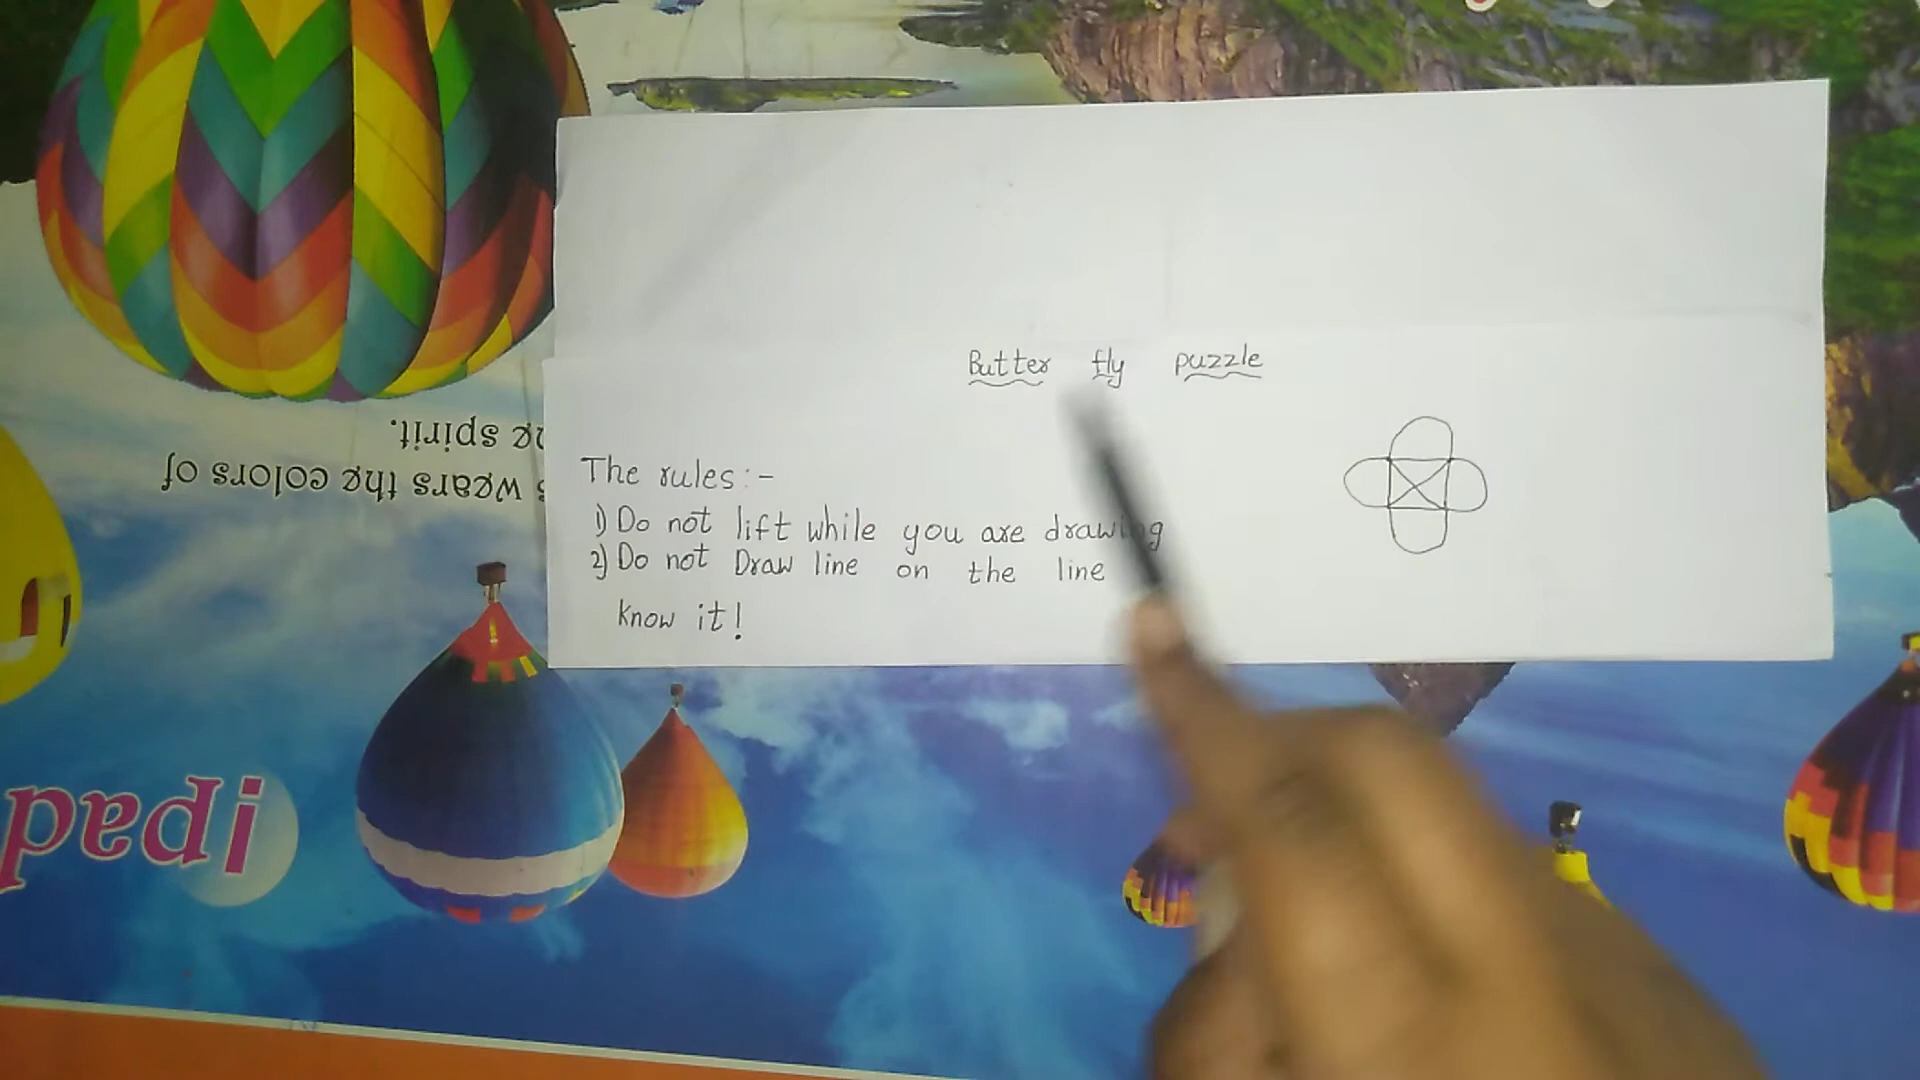 Butter fly puzzle
The rules:-
1) Do not lift while you are drawing
2) Do not Draw line on the line
know it!
wears the colors of
spirit.
ipad